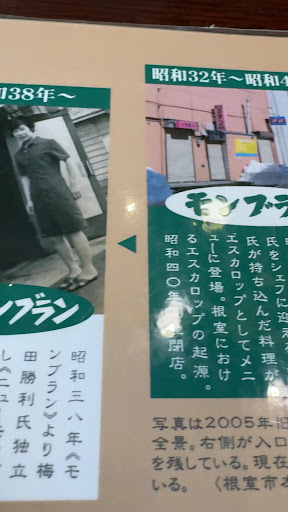 昭和32年～昭和4
モンブラ
氏をシェフに迎え
氏が持ち込んだ料理が
エスカロップとしてメニ
ューに登場。根室におけ
るエスカロップの起源。
昭和四〇年 閉店。
写真は2005年旧
全景。右側が入口
を残している。現在
いる。〈根室市本
和38年～
ンブラン
昭和三八年《モ
ンブラン》より梅
田勝利氏独立
し《ニュー